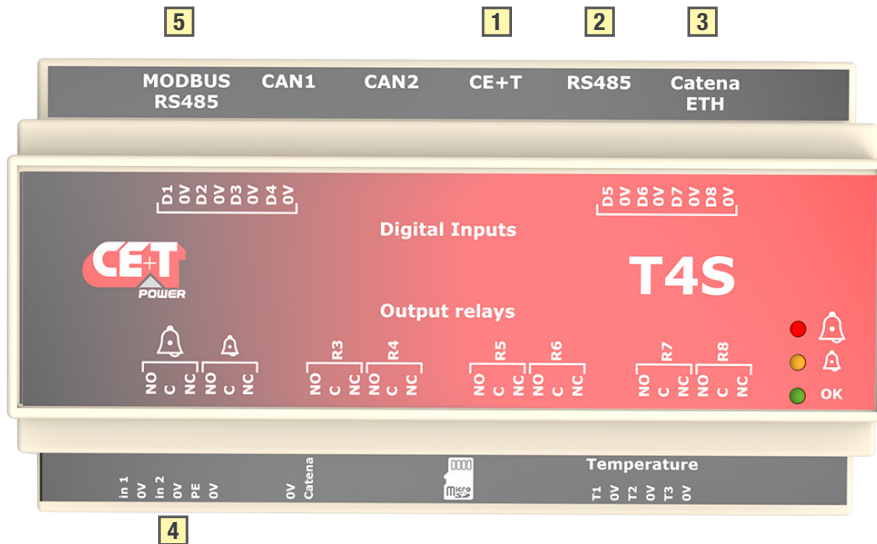 5
1
2
3
MODBUS RS485
CAN1
CAN2
CE+T
RS485
Catena ETH
D1 0V D2 0V D3 0V D4 0V
D5 0V D6 0V D7 0V D8 0V
Digital Inputs
CE+T
POWER
T4S
Output relays
R3
R4
R5
R6
R7
R8
NO C NC
NO C NC
NO C NC
NO C NC
NO C NC
NO C NC
NO C NC
NO C NC
OK
in 1 0V in 2 0V PE 0V
0V Catena
Micro SD
Temperature
T1 0V T2 0V T3 0V
4